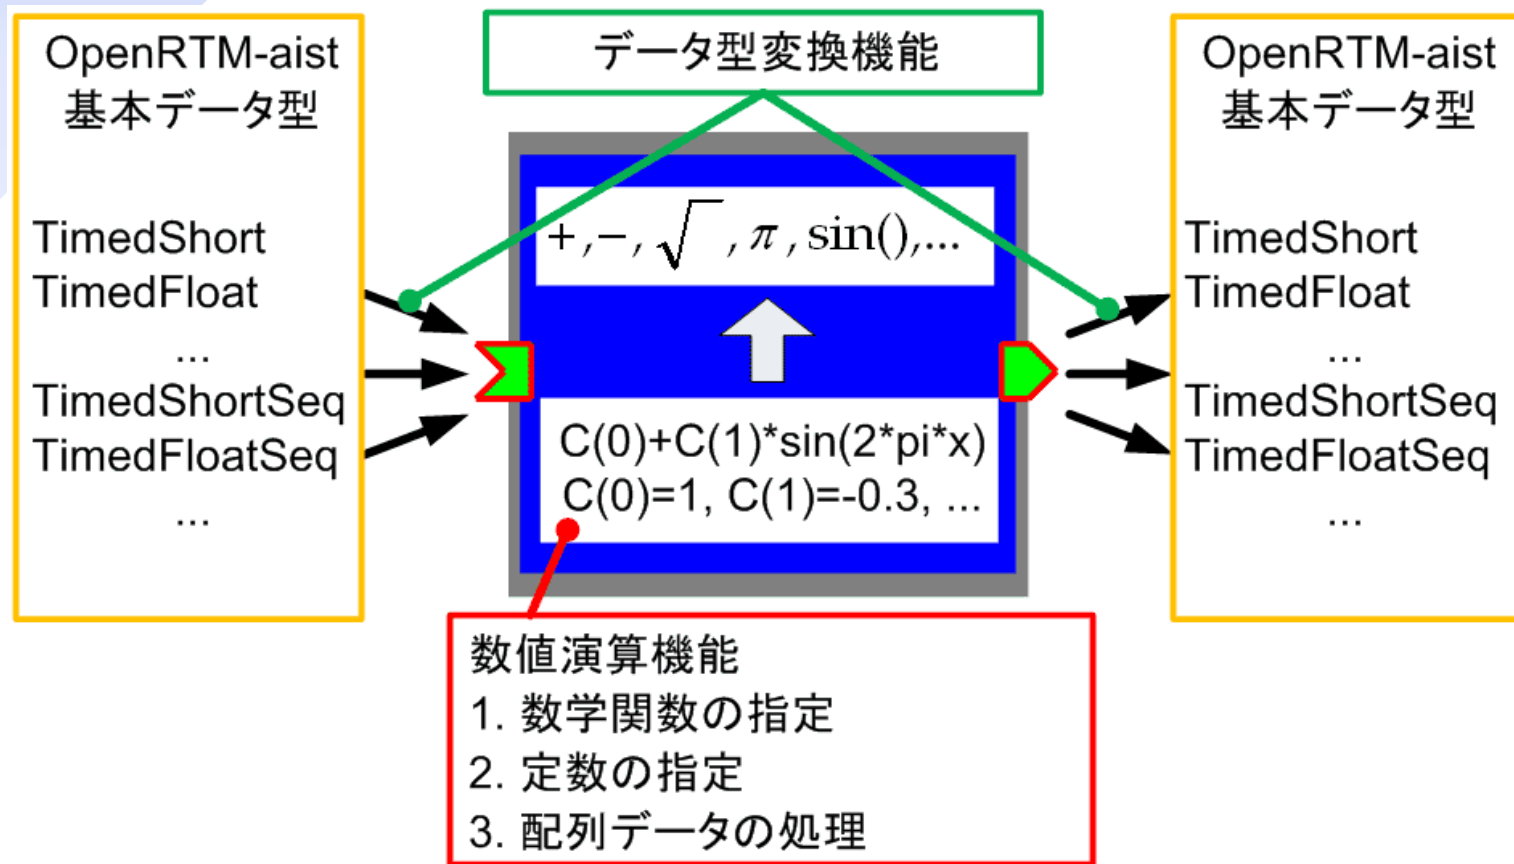 OpenRTM-aist
基本データ型
TimedShort
TimedFloat
...
TimedShortSeq
TimedFloatSeq
...
データ型変換機能
+,-,√ ,π,sin(),...
C(0)+C(1)*sin(2*pi*x)
C(0)=1, C(1)=-0.3, ...
数値演算機能
1. 数学関数の指定
2. 定数の指定
3. 配列データの処理
OpenRTM-aist
基本データ型
TimedShort
TimedFloat
...
TimedShortSeq
TimedFloatSeq
...